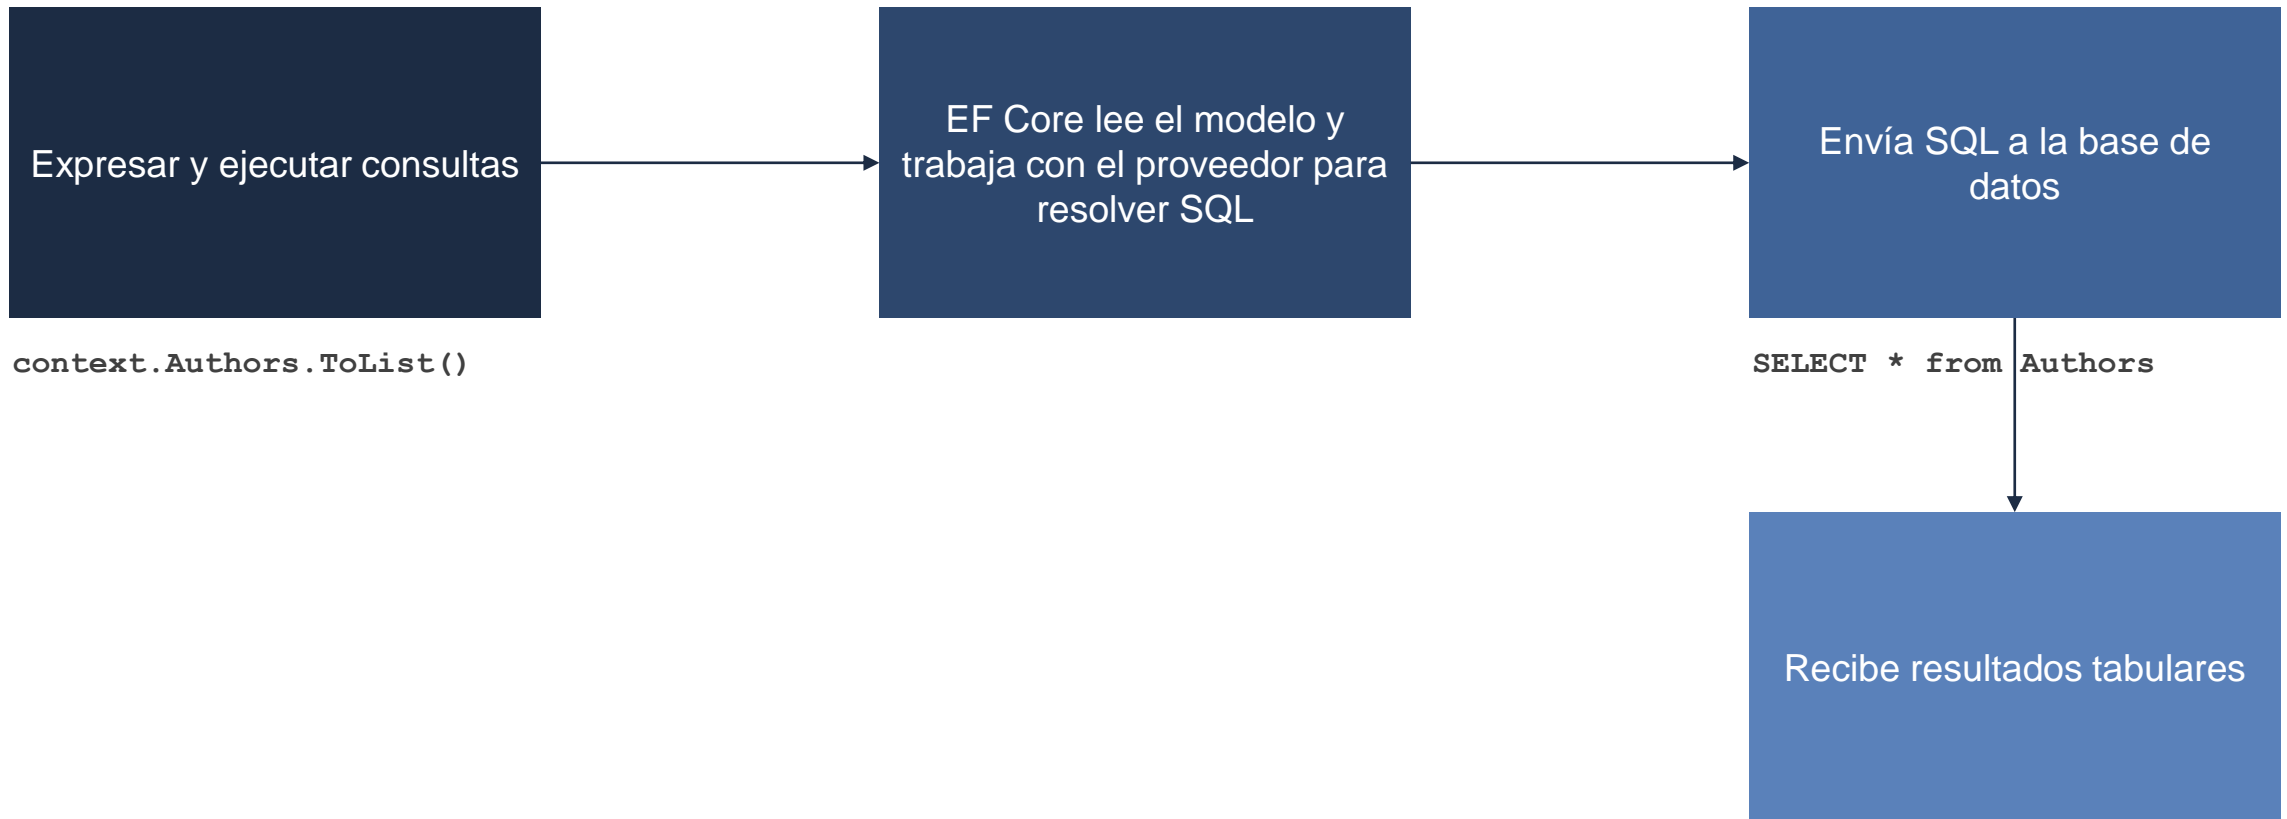 Expresar y ejecutar consultas
EF Core lee el modelo y
trabaja con el proveedor para
resolver SQL
Envía SQL a la base de
datos
context.Authors.ToList()
SELECT * from Authors
Recibe resultados tabulares